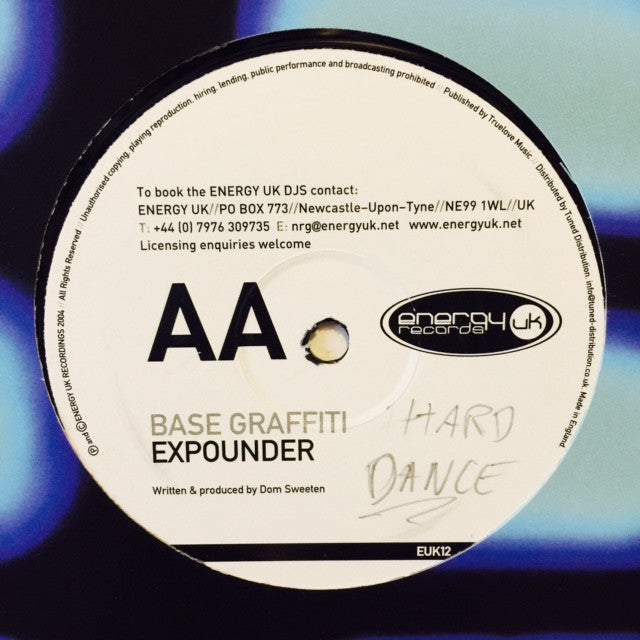 Unauthorised copying, playing reproduction, hiring, lending, public performance and broadcasting prohibited // Published by Truelove Music // Distributed by Tuned Distribution. info@tuned-distribution.co.uk. Made in England
℗ and © ENERGY UK RECORDINGS 2004 // All Rights Reserved
To book the ENERGY UK DJS contact:
ENERGY UK//PO BOX 773//Newcastle-Upon-Tyne//NE99 1WL//UK
T: +44 (0) 7976 309735 E: nrg@energyuk.net www.energyuk.net
Licensing enquiries welcome
AA
energy
records
uk
BASE GRAFFITI
EXPOUNDER
HARD
DANCE
Written & produced by Dom Sweeten
EUK12